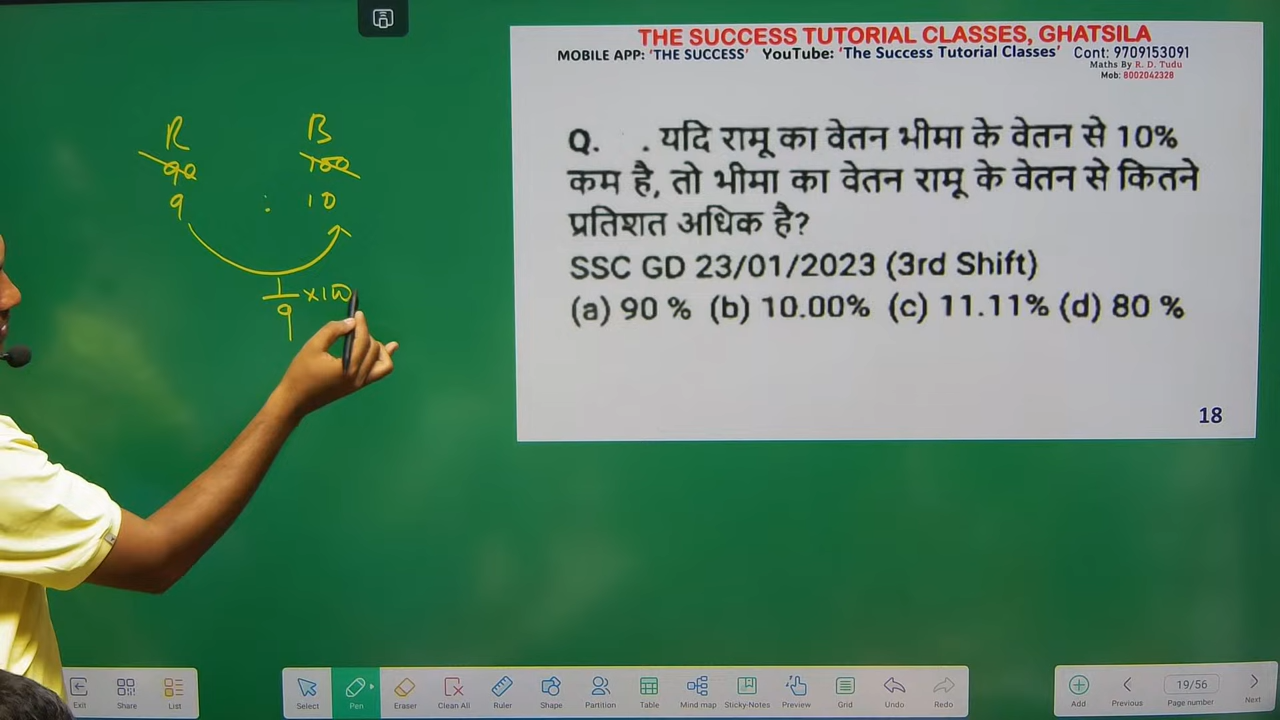 THE SUCCESS TUTORIAL CLASSES, GHATSILA
MOBILE APP: 'THE SUCCESS' YouTube: 'The Success Tutorial Classes' Cont: 9709153091
Maths By R. D. Tudu
Mob: 8002042328
Q. . यदि रामू का वेतन भीमा के वेतन से 10%
कम है, तो भीमा का वेतन रामू के वेतन से कितने
प्रतिशत अधिक है?
SSC GD 23/01/2023 (3rd Shift)
(a) 90 % (b) 10.00% (c) 11.11% (d) 80 %
18
R B
90 100
9 : 10
1/9 ×100
Exit Share List
Select Pen Eraser Clean All Ruler Shape Partition Table Mind map Sticky-Notes Preview Grid Undo Redo
19/56
Add Previous Page number Next